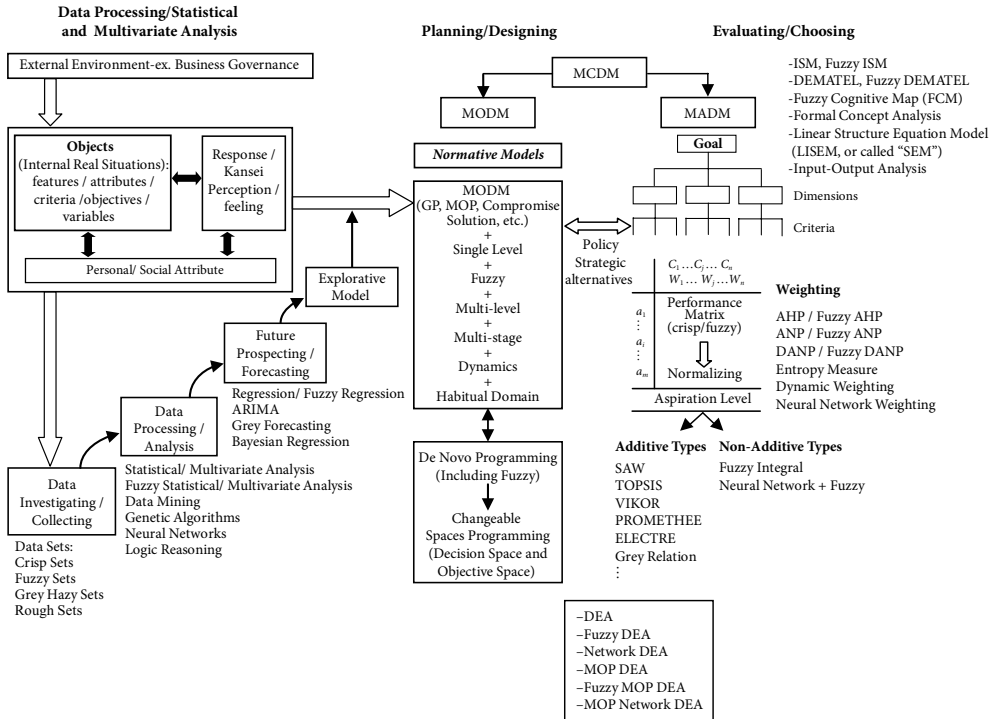 Data Processing/Statistical
and Multivariate Analysis
External Environment-ex. Business Governance
Objects
(Internal Real Situations):
features / attributes /
criteria /objectives /
variables
Response /
Kansei
Perception /
feeling
Personal/ Social Attribute
Explorative
Model
Future
Prospecting /
Forecasting
Regression/ Fuzzy Regression
ARIMA
Grey Forecasting
Bayesian Regression
Data
Processing /
Analysis
Statistical/ Multivariate Analysis
Fuzzy Statistical/ Multivariate Analysis
Data Mining
Genetic Algorithms
Neural Networks
Logic Reasoning
Data
Investigating /
Collecting
Data Sets:
Crisp Sets
Fuzzy Sets
Grey Hazy Sets
Rough Sets
Planning/Designing
MCDM
MODM
MADM
Normative Models
MODM
(GP, MOP, Compromise
Solution, etc.)
+
Single Level
+
Fuzzy
+
Multi-level
+
Multi-stage
+
Dynamics
+
Habitual Domain
De Novo Programming
(Including Fuzzy)
Changeable
Spaces Programming
(Decision Space and
Objective Space)
Policy
Strategic
alternatives
Evaluating/Choosing
-ISM, Fuzzy ISM
-DEMATEL, Fuzzy DEMATEL
-Fuzzy Cognitive Map (FCM)
-Formal Concept Analysis
-Linear Structure Equation Model
(LISEM, or called “SEM”)
-Input-Output Analysis
Goal
Dimensions
Criteria
C1 …Cj… Cn
W1 … Wj …Wn
a1
⋮
ai
⋮
am
Performance
Matrix
(crisp/fuzzy)
Normalizing
Aspiration Level
Weighting
AHP / Fuzzy AHP
ANP / Fuzzy ANP
DANP / Fuzzy DANP
Entropy Measure
Dynamic Weighting
Neural Network Weighting
Additive Types
SAW
TOPSIS
VIKOR
PROMETHEE
ELECTRE
Grey Relation
⋮
Non-Additive Types
Fuzzy Integral
Neural Network + Fuzzy
–DEA
–Fuzzy DEA
–Network DEA
–MOP DEA
–Fuzzy MOP DEA
–MOP Network DEA